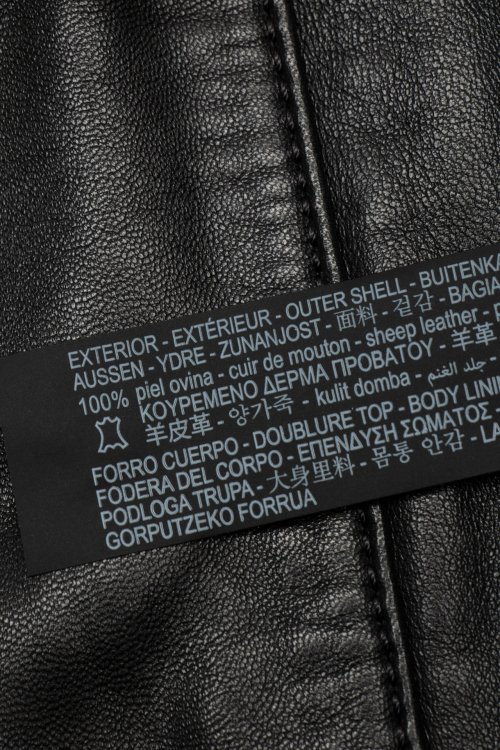 EXTERIOR - EXTÉRIEUR - OUTER SHELL - BUITENKA
AUSSEN - YDRE - ZUNANJOST - 面料 - 겉감 - BAGIA
100% piel ovina - cuir de mouton - sheep leather -
ΚΟΥΡΕΜΕΝΟ ΔΕΡΜΑ ΠΡΟΒΑΤΟΥ - 羊革
羊皮革 - 양가죽 - kulit domba - جلد الغنم -
FORRO CUERPO - DOUBLURE TOP - BODY LINI
FODERA DEL CORPO - ΕΠΕΝΔΥΣΗ ΣΩΜΑΤΟΣ
PODLOGA TRUPA - 大身里料 - 몸통 안감 - LA
GORPUTZEKO FORRUA